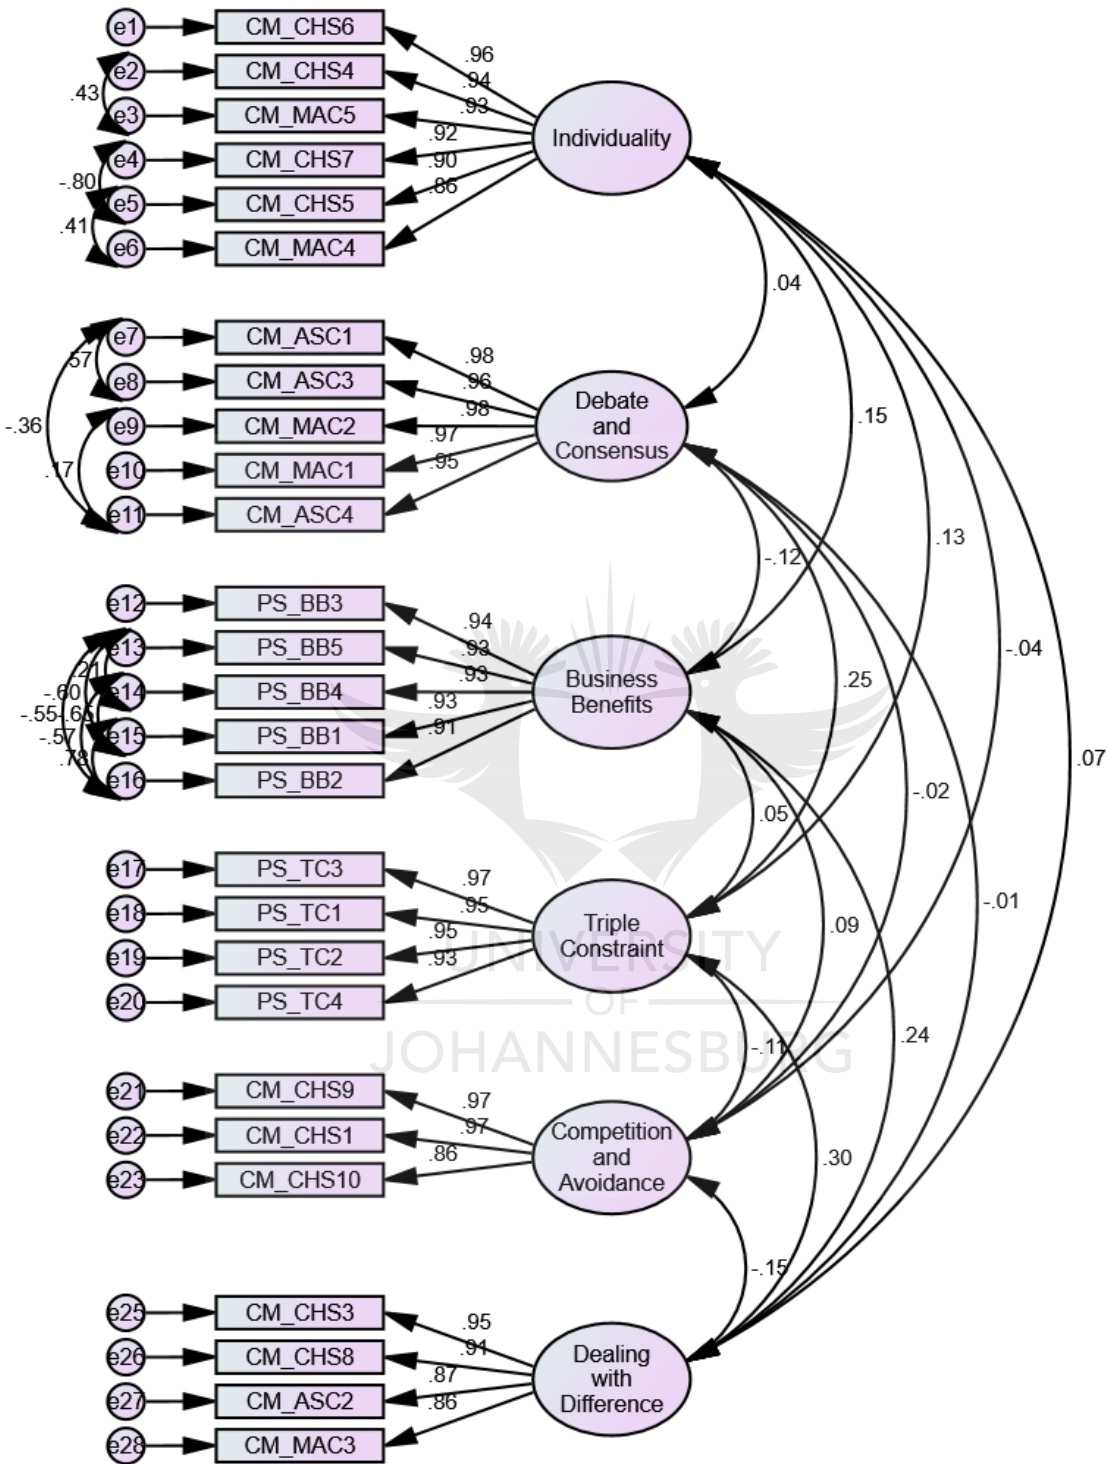 e1
CM_CHS6
.96
e2
CM_CHS4
.94
.43
e3
CM_MAC5
.93
e4
CM_CHS7
.92
Individuality
-.80
.90
e5
CM_CHS5
.86
.41
e6
CM_MAC4
.04
e7
CM_ASC1
.98
.57
e8
CM_ASC3
.96
-.36
e9
CM_MAC2
.98
Debate
and
Consensus
.15
.97
.17
e10
CM_MAC1
.95
e11
CM_ASC4
.13
-.12
e12
PS_BB3
.94
e13
PS_BB5
.93
-.04
.21
.93
-.60
e14
PS_BB4
Business
Benefits
.25
-.55
-.65
.93
-.57
e15
PS_BB1
.91
.78
e16
PS_BB2
.07
-.02
.05
e17
PS_TC3
.97
e18
PS_TC1
.95
-.01
e19
PS_TC2
.95
Triple
Constraint
.09
.93
e20
PS_TC4
UNIVERSITY
OF
JOHANNESBURG
.24
-.11
e21
CM_CHS9
.97
e22
CM_CHS1
.97
Competition
and
Avoidance
.86
e23
CM_CHS10
.30
-.15
e25
CM_CHS3
.95
e26
CM_CHS8
.91
.87
e27
CM_ASC2
.86
Dealing
with
Difference
e28
CM_MAC3